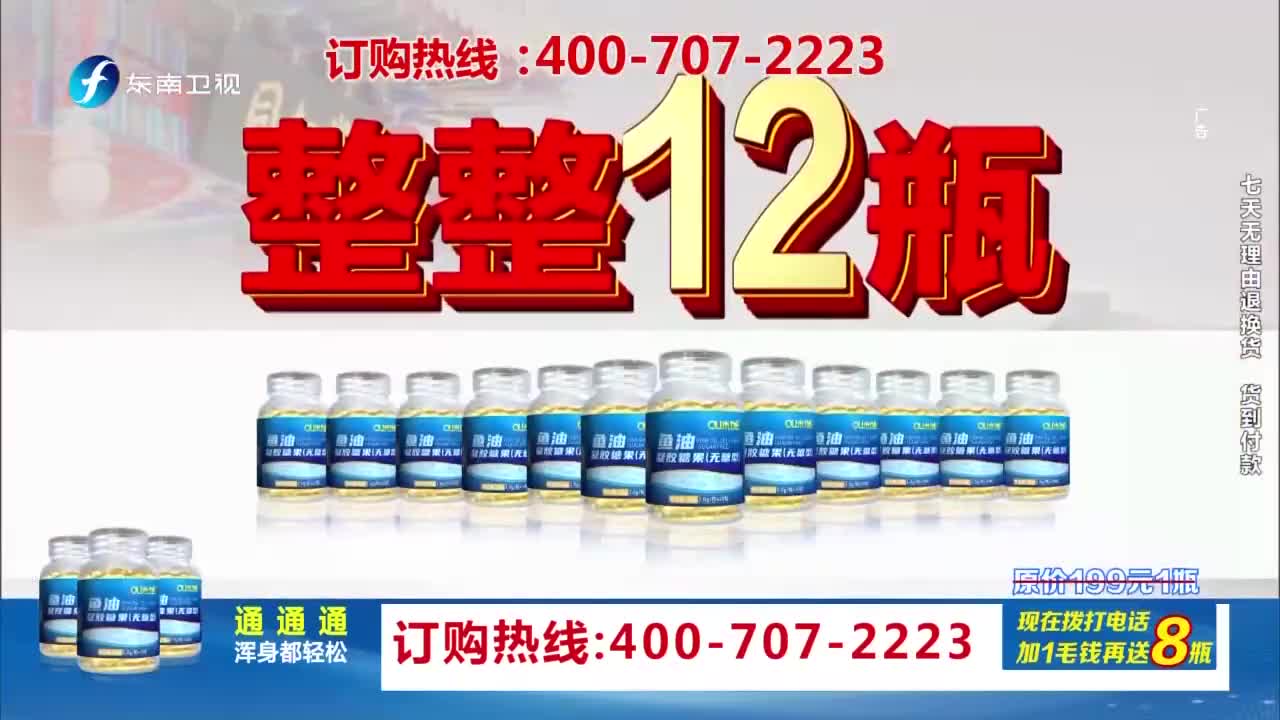 订购热线:400-707-2223
东南卫视
广告
整整12瓶
七天无理由退换货 货到付款
鱼油
凝胶糖果(无糖型)
原价199元1瓶
通通通
浑身都轻松
订购热线:400-707-2223
现在拨打电话
加1毛钱再送8瓶